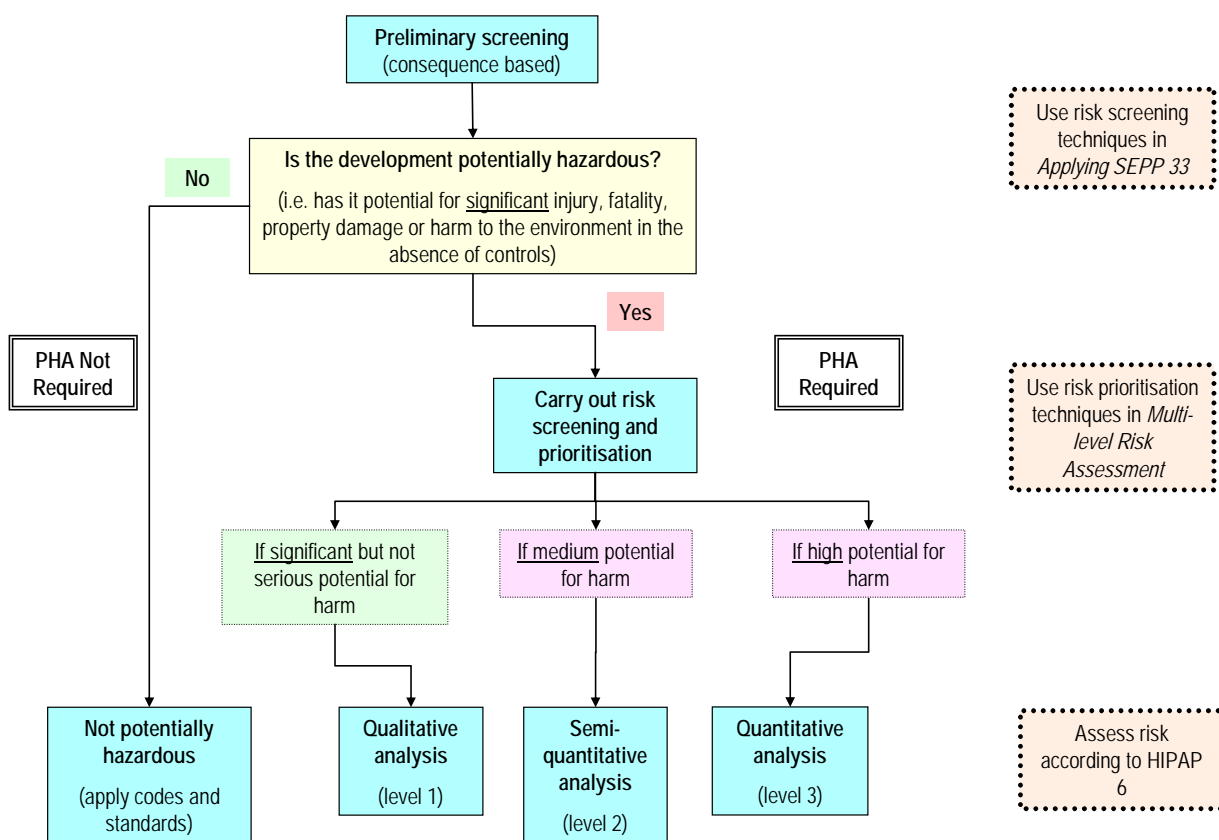 Preliminary screening
(consequence based)
Use risk screening
techniques in
Applying SEPP 33
Is the development potentially hazardous?
(i.e. has it potential for significant injury, fatality,
property damage or harm to the environment in the
absence of controls)
No
Yes
PHA Not
Required
PHA
Required
Carry out risk
screening and
prioritisation
Use risk prioritisation
techniques in Multi-
level Risk
Assessment
If significant but not
serious potential for
harm
If medium potential
for harm
If high potential for
harm
Not potentially
hazardous
(apply codes and
standards)
Qualitative
analysis
(level 1)
Semi-
quantitative
analysis
(level 2)
Quantitative
analysis
(level 3)
Assess risk
according to HIPAP
6